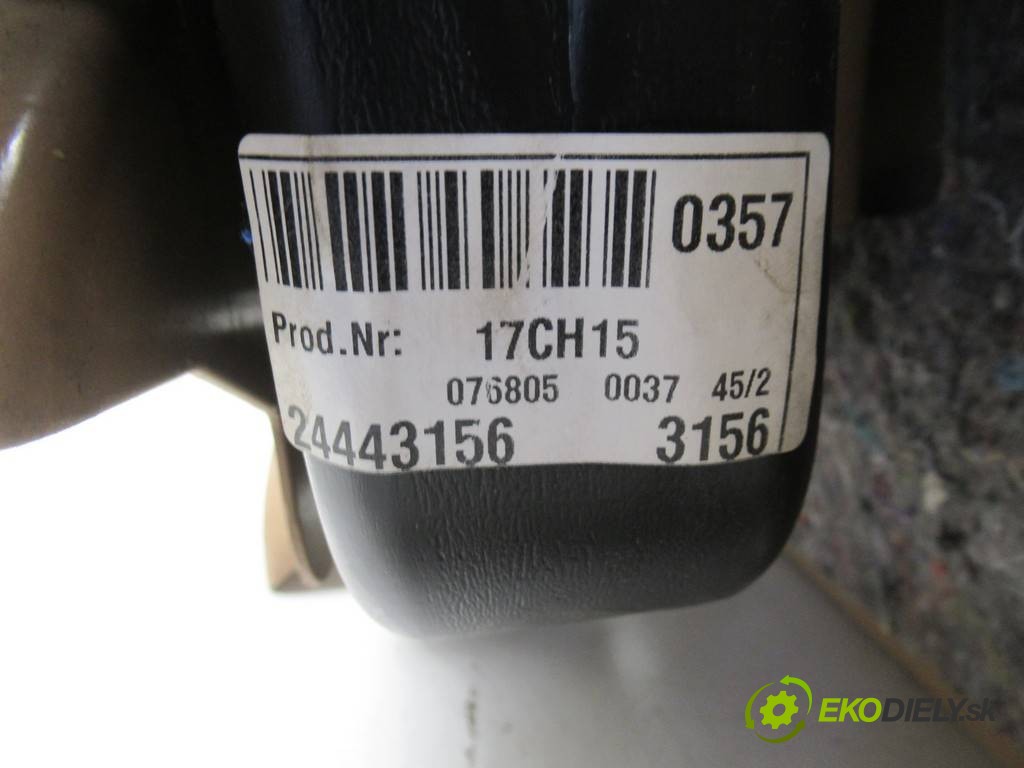 0357
Prod.Nr: 17CH15
076805 0037 45/2
24443156 3156
EKODIELY.sk